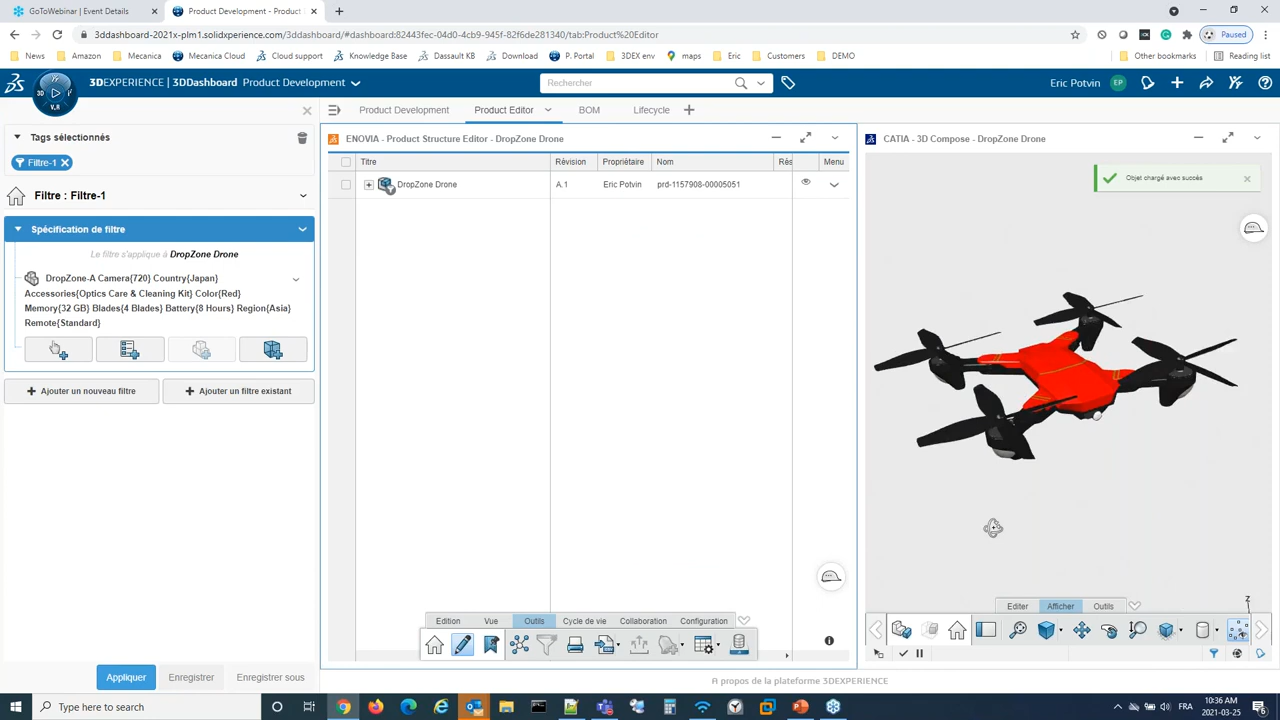 GoToWebinar | Event Details
Product Development - Product
3ddashboard-2021x-plm1.solidxperience.com/3ddashboard/#dashboard:82443fec-04d0-4cb9-945f-82f6de281340/tab:Product%20Editor
Paused
News
Amazon
Mecanica
Mecanica Cloud
Cloud support
Knowledge Base
Dassault KB
Download
P. Portal
3DEX env
maps
Eric
Customers
DEMO
Other bookmarks
Reading list
3D
V.R
3DEXPERIENCE | 3DDashboard Product Development
Rechercher
Eric Potvin
EP
Tags sélectionnés
Filtre-1
Filtre : Filtre-1
Spécification de filtre
Le filtre s'applique à DropZone Drone
DropZone-A Camera{720} Country{Japan}
Accessories{Optics Care & Cleaning Kit} Color{Red}
Memory{32 GB} Blades{4 Blades} Battery{8 Hours} Region{Asia}
Remote{Standard}
Ajouter un nouveau filtre
Ajouter un filtre existant
Appliquer
Enregistrer
Enregistrer sous
Product Development
Product Editor
BOM
Lifecycle
ENOVIA - Product Structure Editor - DropZone Drone
Titre
Révision
Propriétaire
Nom
Rés
Menu
DropZone Drone
A.1
Eric Potvin
prd-1157908-00005051
Edition
Vue
Outils
Cycle de vie
Collaboration
Configuration
CATIA - 3D Compose - DropZone Drone
Objet chargé avec succès
Z
Editer
Afficher
Outils
A propos de la plateforme 3DEXPERIENCE
Type here to search
FRA
10:36 AM
2021-03-25